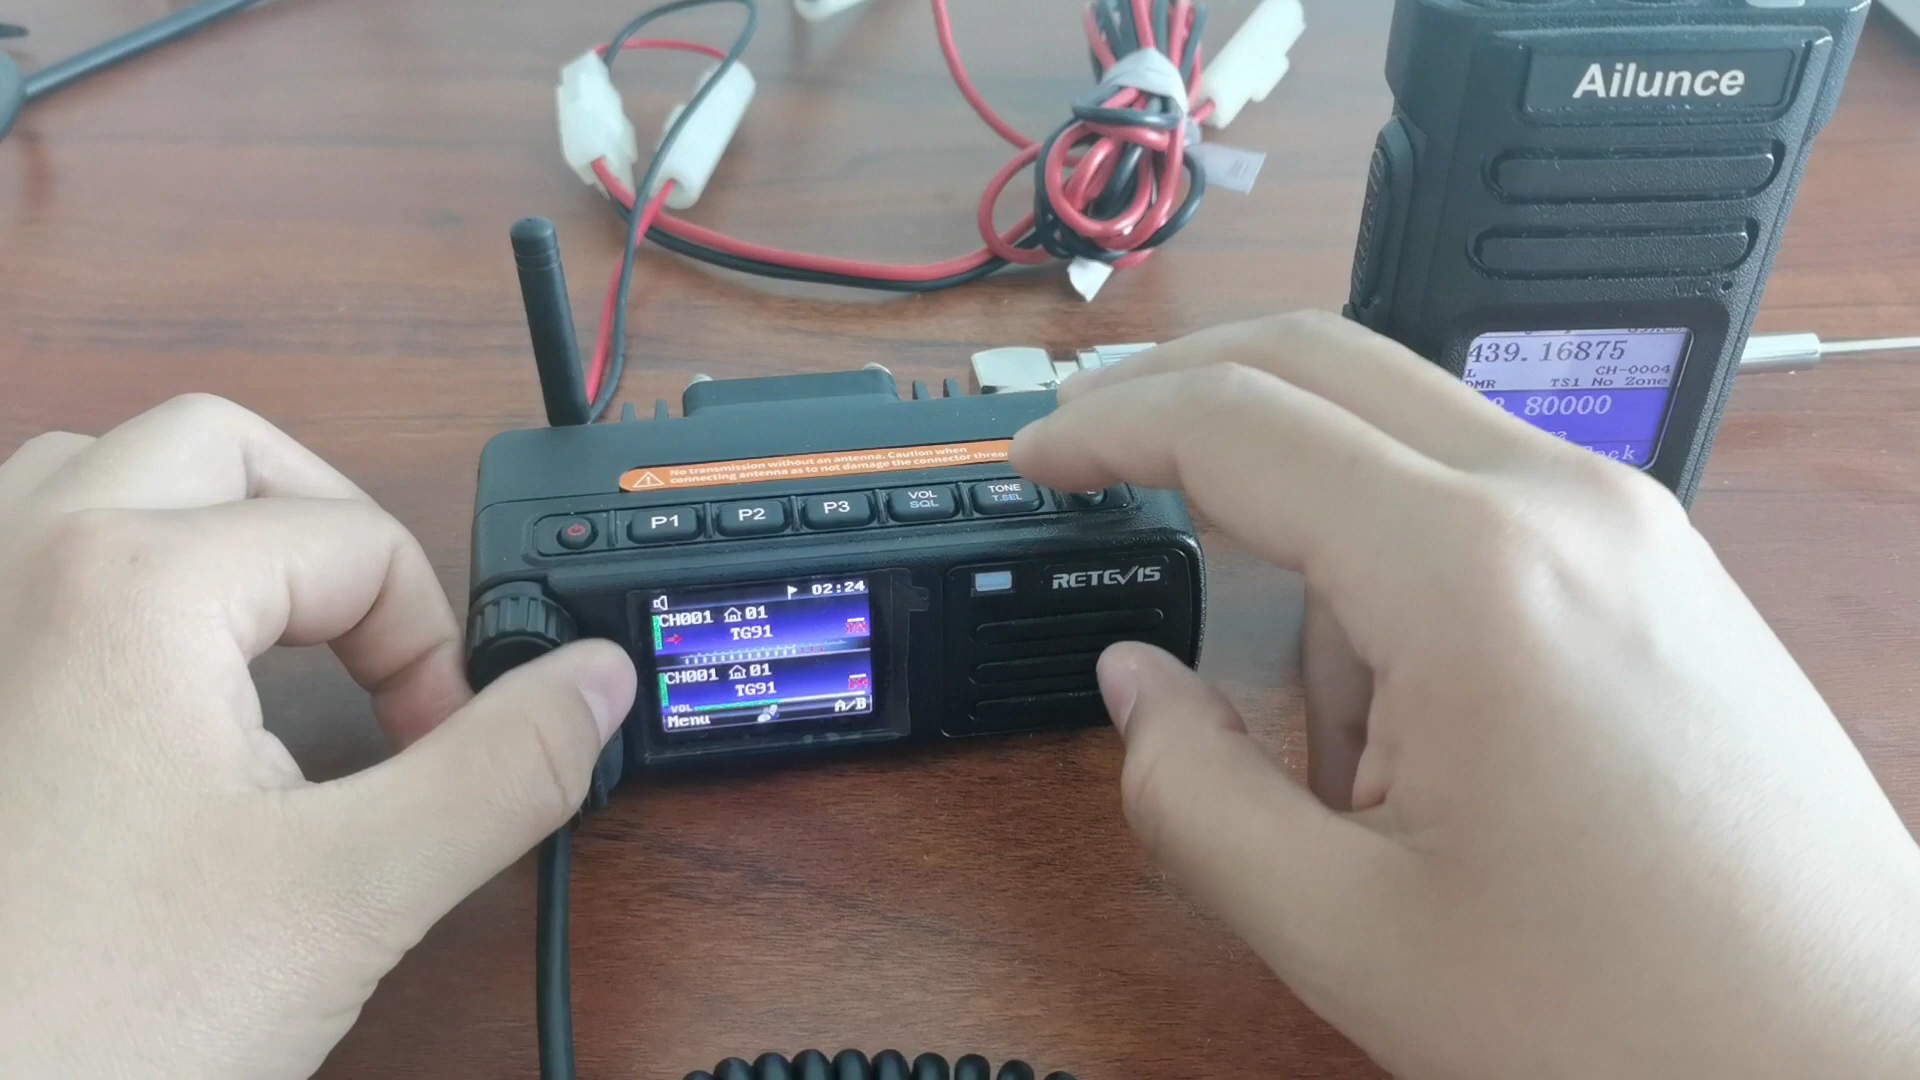 Ailunce
439.16875
L CH-0004
DMR TS1 No Zone
80000
No transmission without an antenna. Caution when
connecting antenna as to not damage the connector
P1 P2 P3 VOL SQL TONE T.SEL
RETEVIS
02:24
CH001 01
TG91
CH001 01
TG91
VOL
Menu A/B